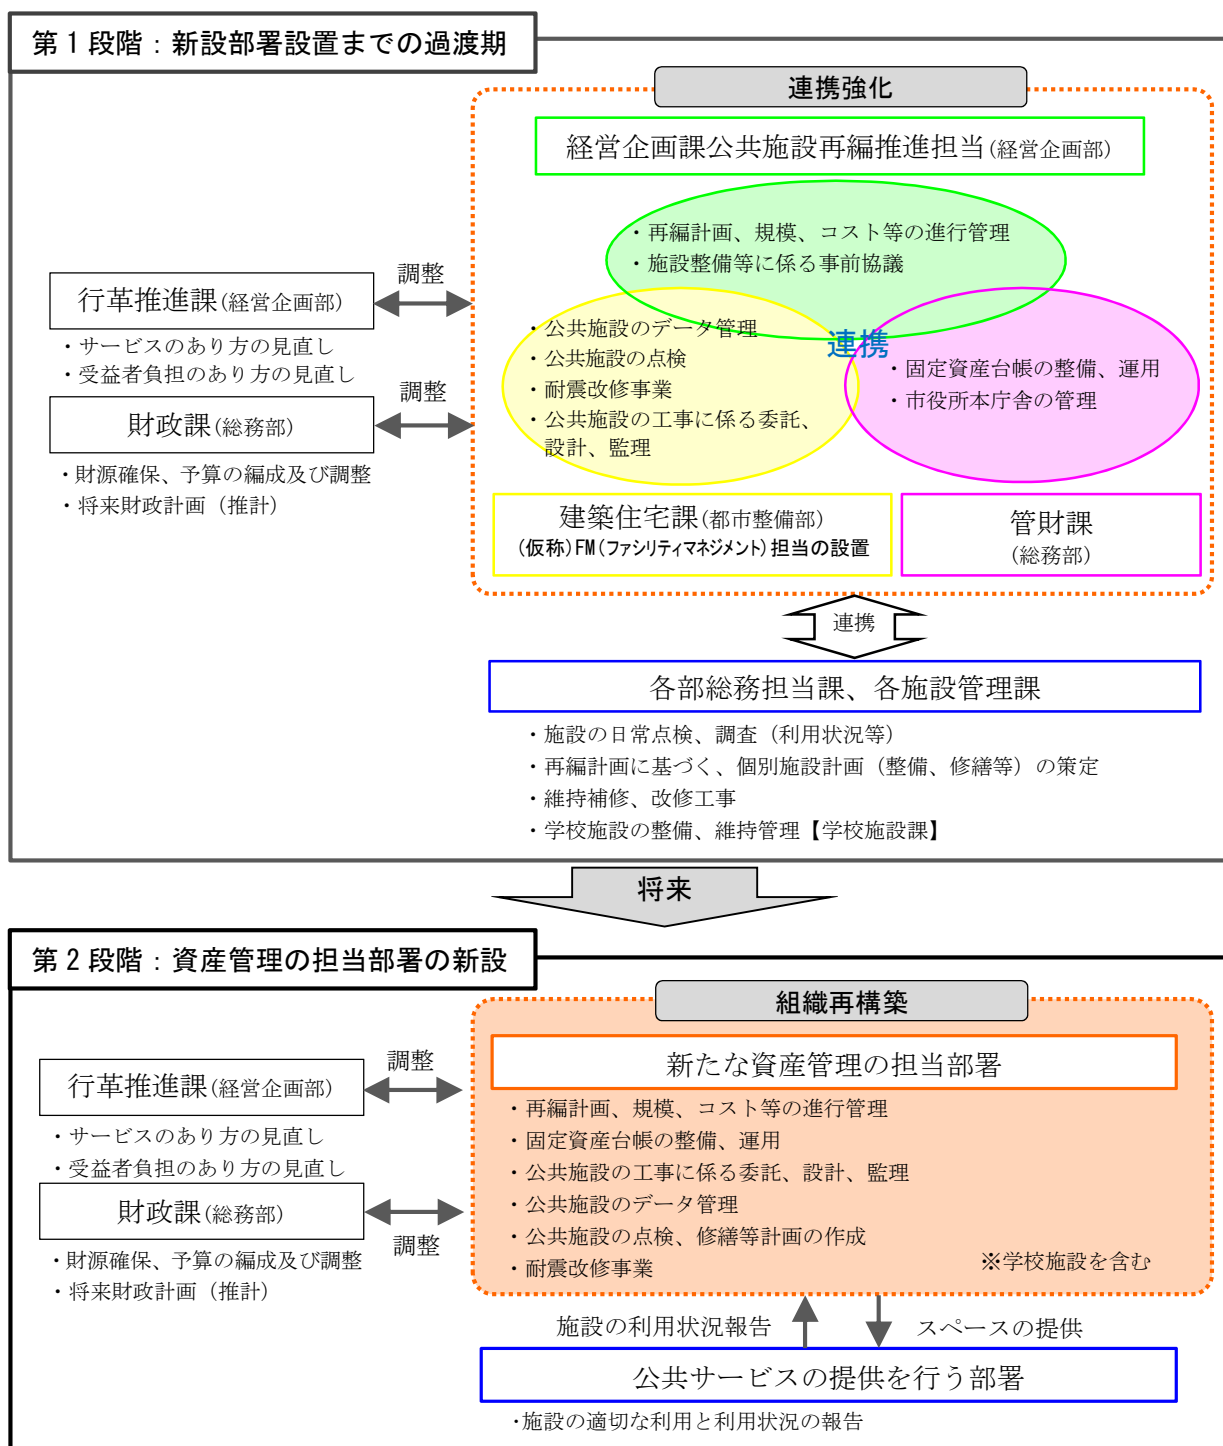 第１段階：新設部署設置までの過渡期
連携強化
経営企画課公共施設再編推進担当(経営企画部)
・再編計画、規模、コスト等の進行管理
・施設整備等に係る事前協議
調整
行革推進課(経営企画部)
・サービスのあり方の見直し
・受益者負担のあり方の見直し
調整
財政課(総務部)
・財源確保、予算の編成及び調整
・将来財政計画（推計）
・公共施設のデータ管理
・公共施設の点検
・耐震改修事業
・公共施設の工事に係る委託、
設計、監理
連携
・固定資産台帳の整備、運用
・市役所本庁舎の管理
建築住宅課(都市整備部)
(仮称)FM(ファシリティマネジメント)担当の設置
管財課
(総務部)
連携
各部総務担当課、各施設管理課
・施設の日常点検、調査（利用状況等）
・再編計画に基づく、個別施設計画（整備、修繕等）の策定
・維持補修、改修工事
・学校施設の整備、維持管理【学校施設課】
将来
第２段階：資産管理の担当部署の新設
組織再構築
新たな資産管理の担当部署
調整
行革推進課(経営企画部)
・サービスのあり方の見直し
・受益者負担のあり方の見直し
財政課(総務部)
調整
・財源確保、予算の編成及び調整
・将来財政計画（推計）
・再編計画、規模、コスト等の進行管理
・固定資産台帳の整備、運用
・公共施設の工事に係る委託、設計、監理
・公共施設のデータ管理
・公共施設の点検、修繕等計画の作成
・耐震改修事業
※学校施設を含む
施設の利用状況報告
スペースの提供
公共サービスの提供を行う部署
・施設の適切な利用と利用状況の報告